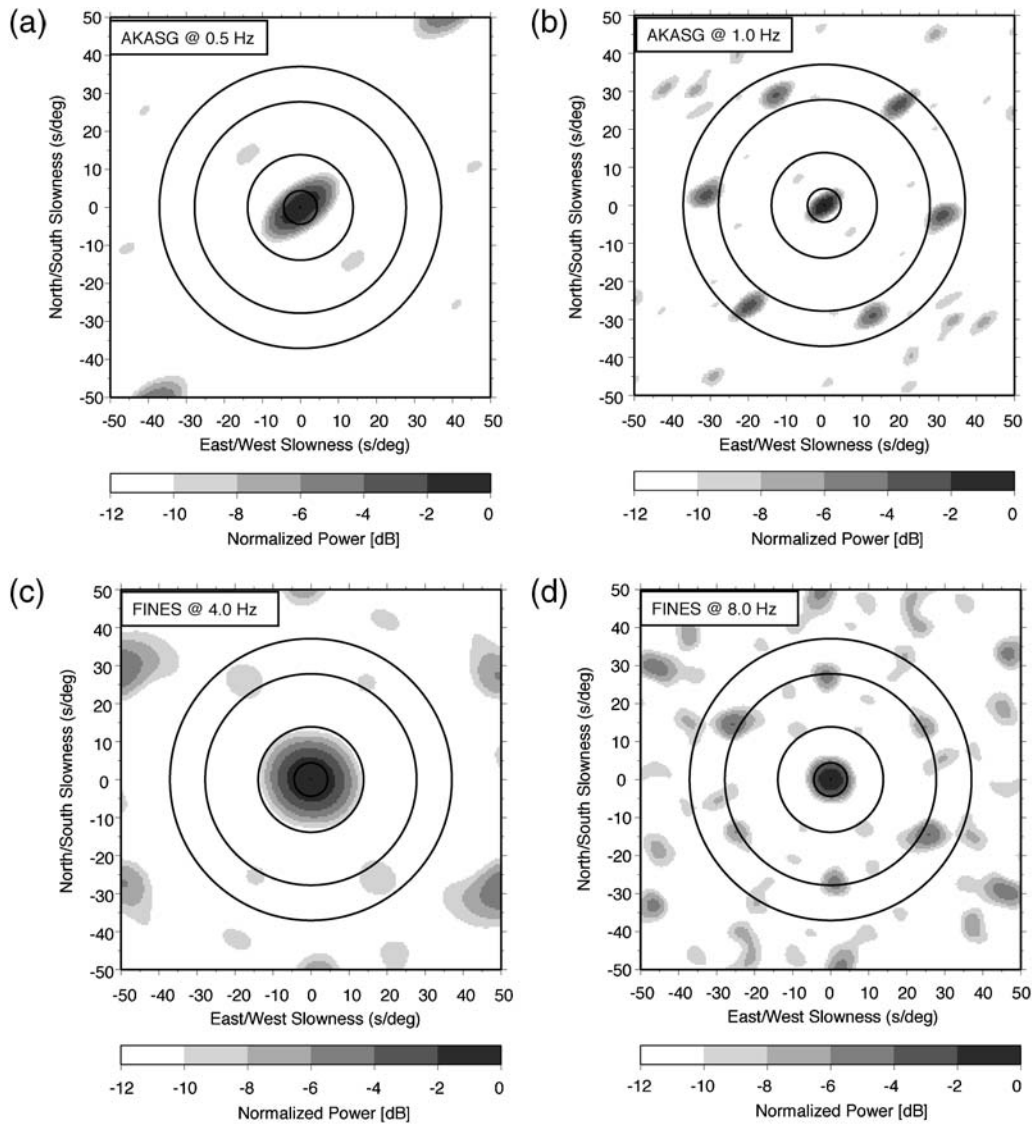 (a)
AKASG @ 0.5 Hz
50
40
30
20
10
0
-10
-20
-30
-40
-50
North/South Slowness (s/deg)
-50 -40 -30 -20 -10 0 10 20 30 40 50
East/West Slowness (s/deg)
-12 -10 -8 -6 -4 -2 0
Normalized Power [dB]
(b)
AKASG @ 1.0 Hz
50
40
30
20
10
0
-10
-20
-30
-40
-50
North/South Slowness (s/deg)
-50 -40 -30 -20 -10 0 10 20 30 40 50
East/West Slowness (s/deg)
-12 -10 -8 -6 -4 -2 0
Normalized Power [dB]
(c)
FINES @ 4.0 Hz
50
40
30
20
10
0
-10
-20
-30
-40
-50
North/South Slowness (s/deg)
-50 -40 -30 -20 -10 0 10 20 30 40 50
East/West Slowness (s/deg)
-12 -10 -8 -6 -4 -2 0
Normalized Power [dB]
(d)
FINES @ 8.0 Hz
50
40
30
20
10
0
-10
-20
-30
-40
-50
North/South Slowness (s/deg)
-50 -40 -30 -20 -10 0 10 20 30 40 50
East/West Slowness (s/deg)
-12 -10 -8 -6 -4 -2 0
Normalized Power [dB]